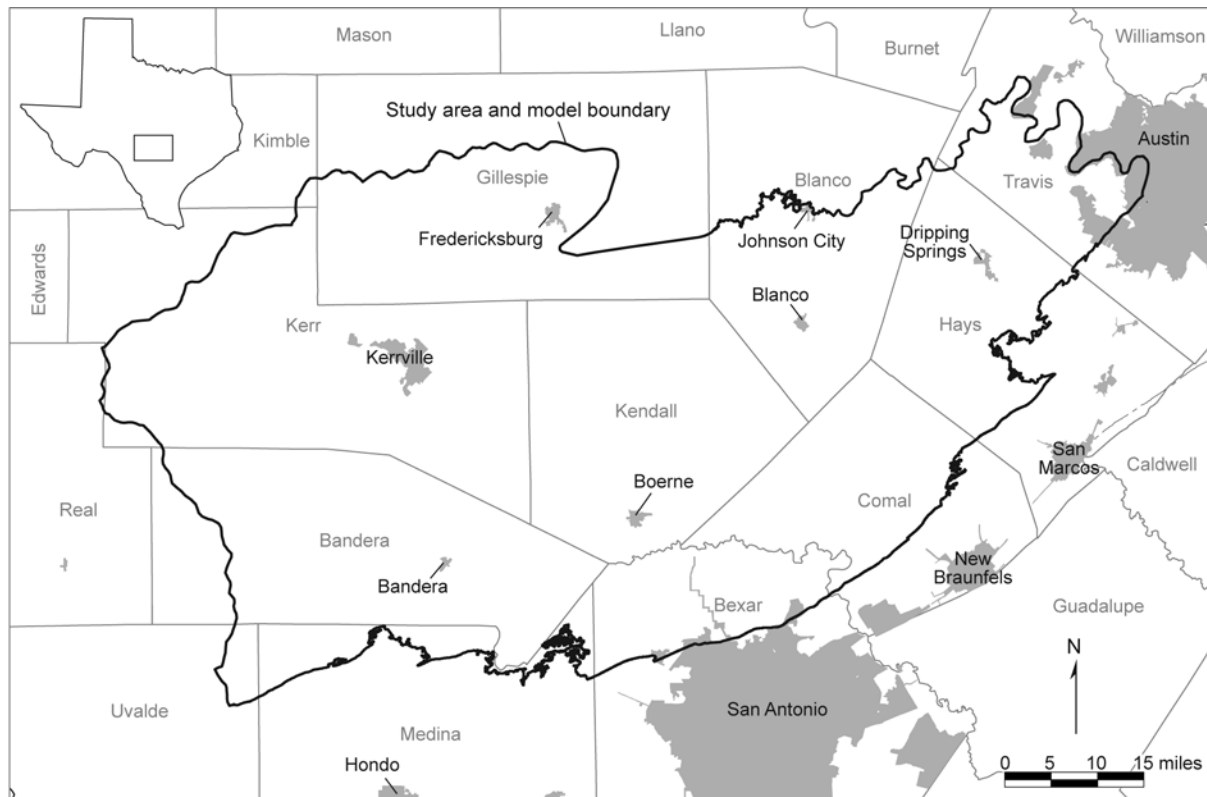 Mason
Llano
Burnet
Williamson
Study area and model boundary
Kimble
Austin
Gillespie
Blanco
Travis
Fredericksburg
Johnson City
Dripping
Springs
Edwards
Blanco
Kerr
Hays
Kerrville
Kendall
San
Marcos
Caldwell
Boerne
Comal
Real
Bandera
Bandera
New
Braunfels
Bexar
Guadalupe
N
Uvalde
San Antonio
Medina
Hondo
0 5 10 15 miles